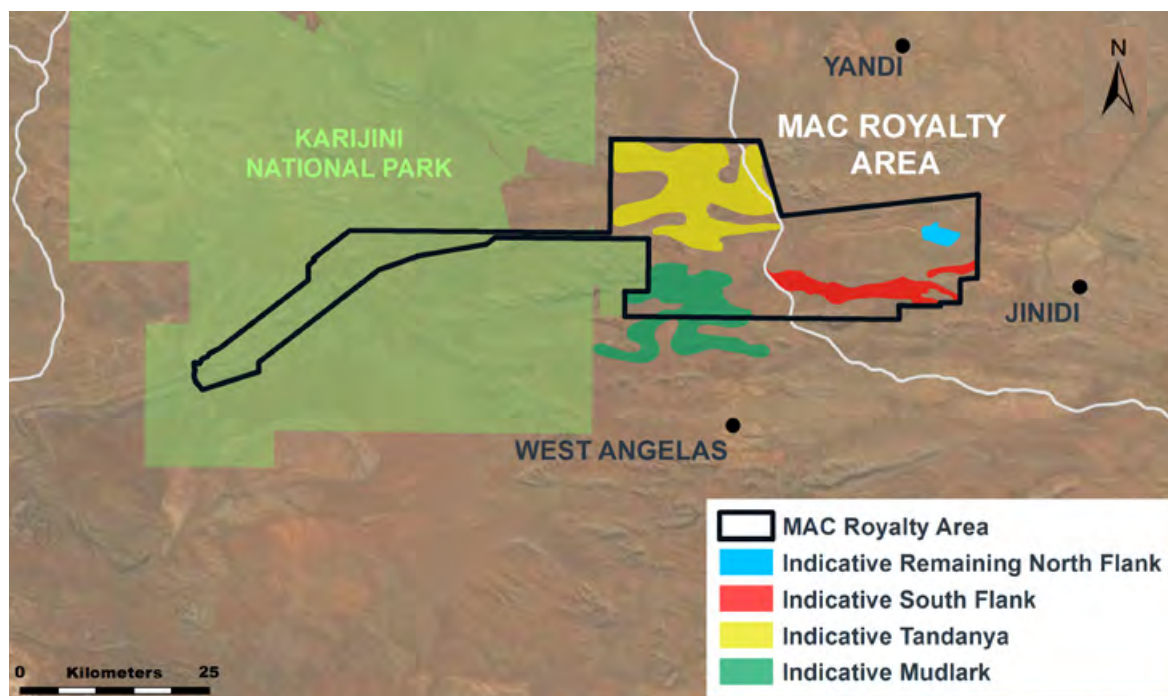 YANDI
N
MAC ROYALTY
AREA
KARIJINI
NATIONAL PARK
JINIDI
WEST ANGELAS
MAC Royalty Area
Indicative Remaining North Flank
Indicative South Flank
Indicative Tandanya
Indicative Mudlark
0 Kilometers 25